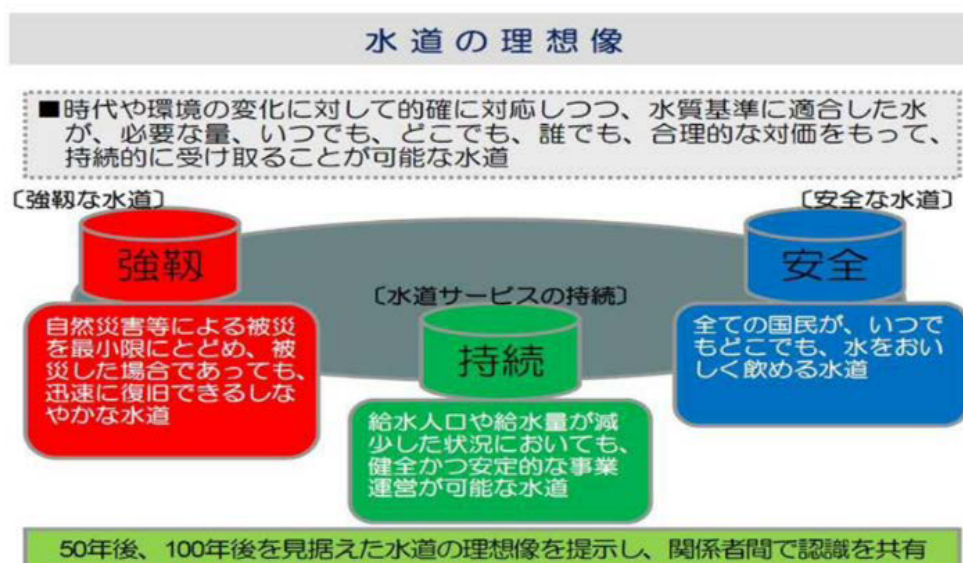 水道の理想像
■時代や環境の変化に対して的確に対応しつつ、水質基準に適合した水
が、必要な量、いつでも、どこでも、誰でも、合理的な対価をもって、
持続的に受け取ることが可能な水道
〔強靱な水道〕
〔安全な水道〕
強靱
安全
〔水道サービスの持続〕
持続
自然災害等による被災
を最小限にとどめ、被
災した場合であっても、
迅速に復旧できるしな
やかな水道
全ての国民が、いつで
もどこでも、水をおい
しく飲める水道
給水人口や給水量が減
少した状況においても、
健全かつ安定的な事業
運営が可能な水道
50年後、100年後を見据えた水道の理想像を提示し、関係者間で認識を共有